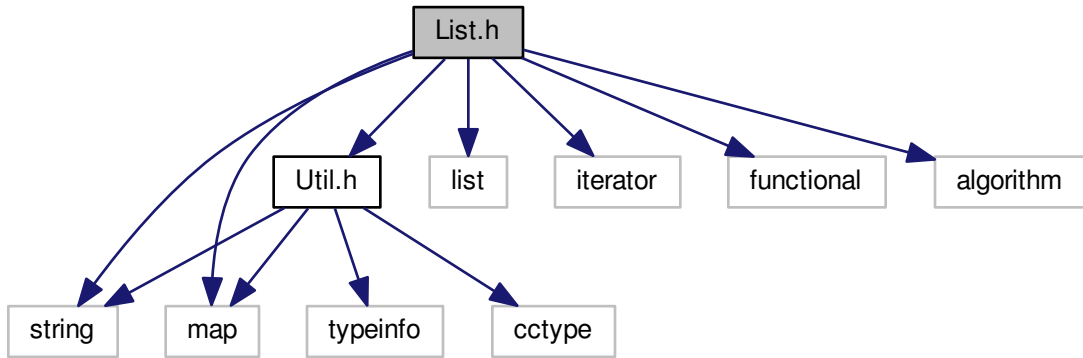 List.h
Util.h
list
iterator
functional
algorithm
string
map
typeinfo
cctype